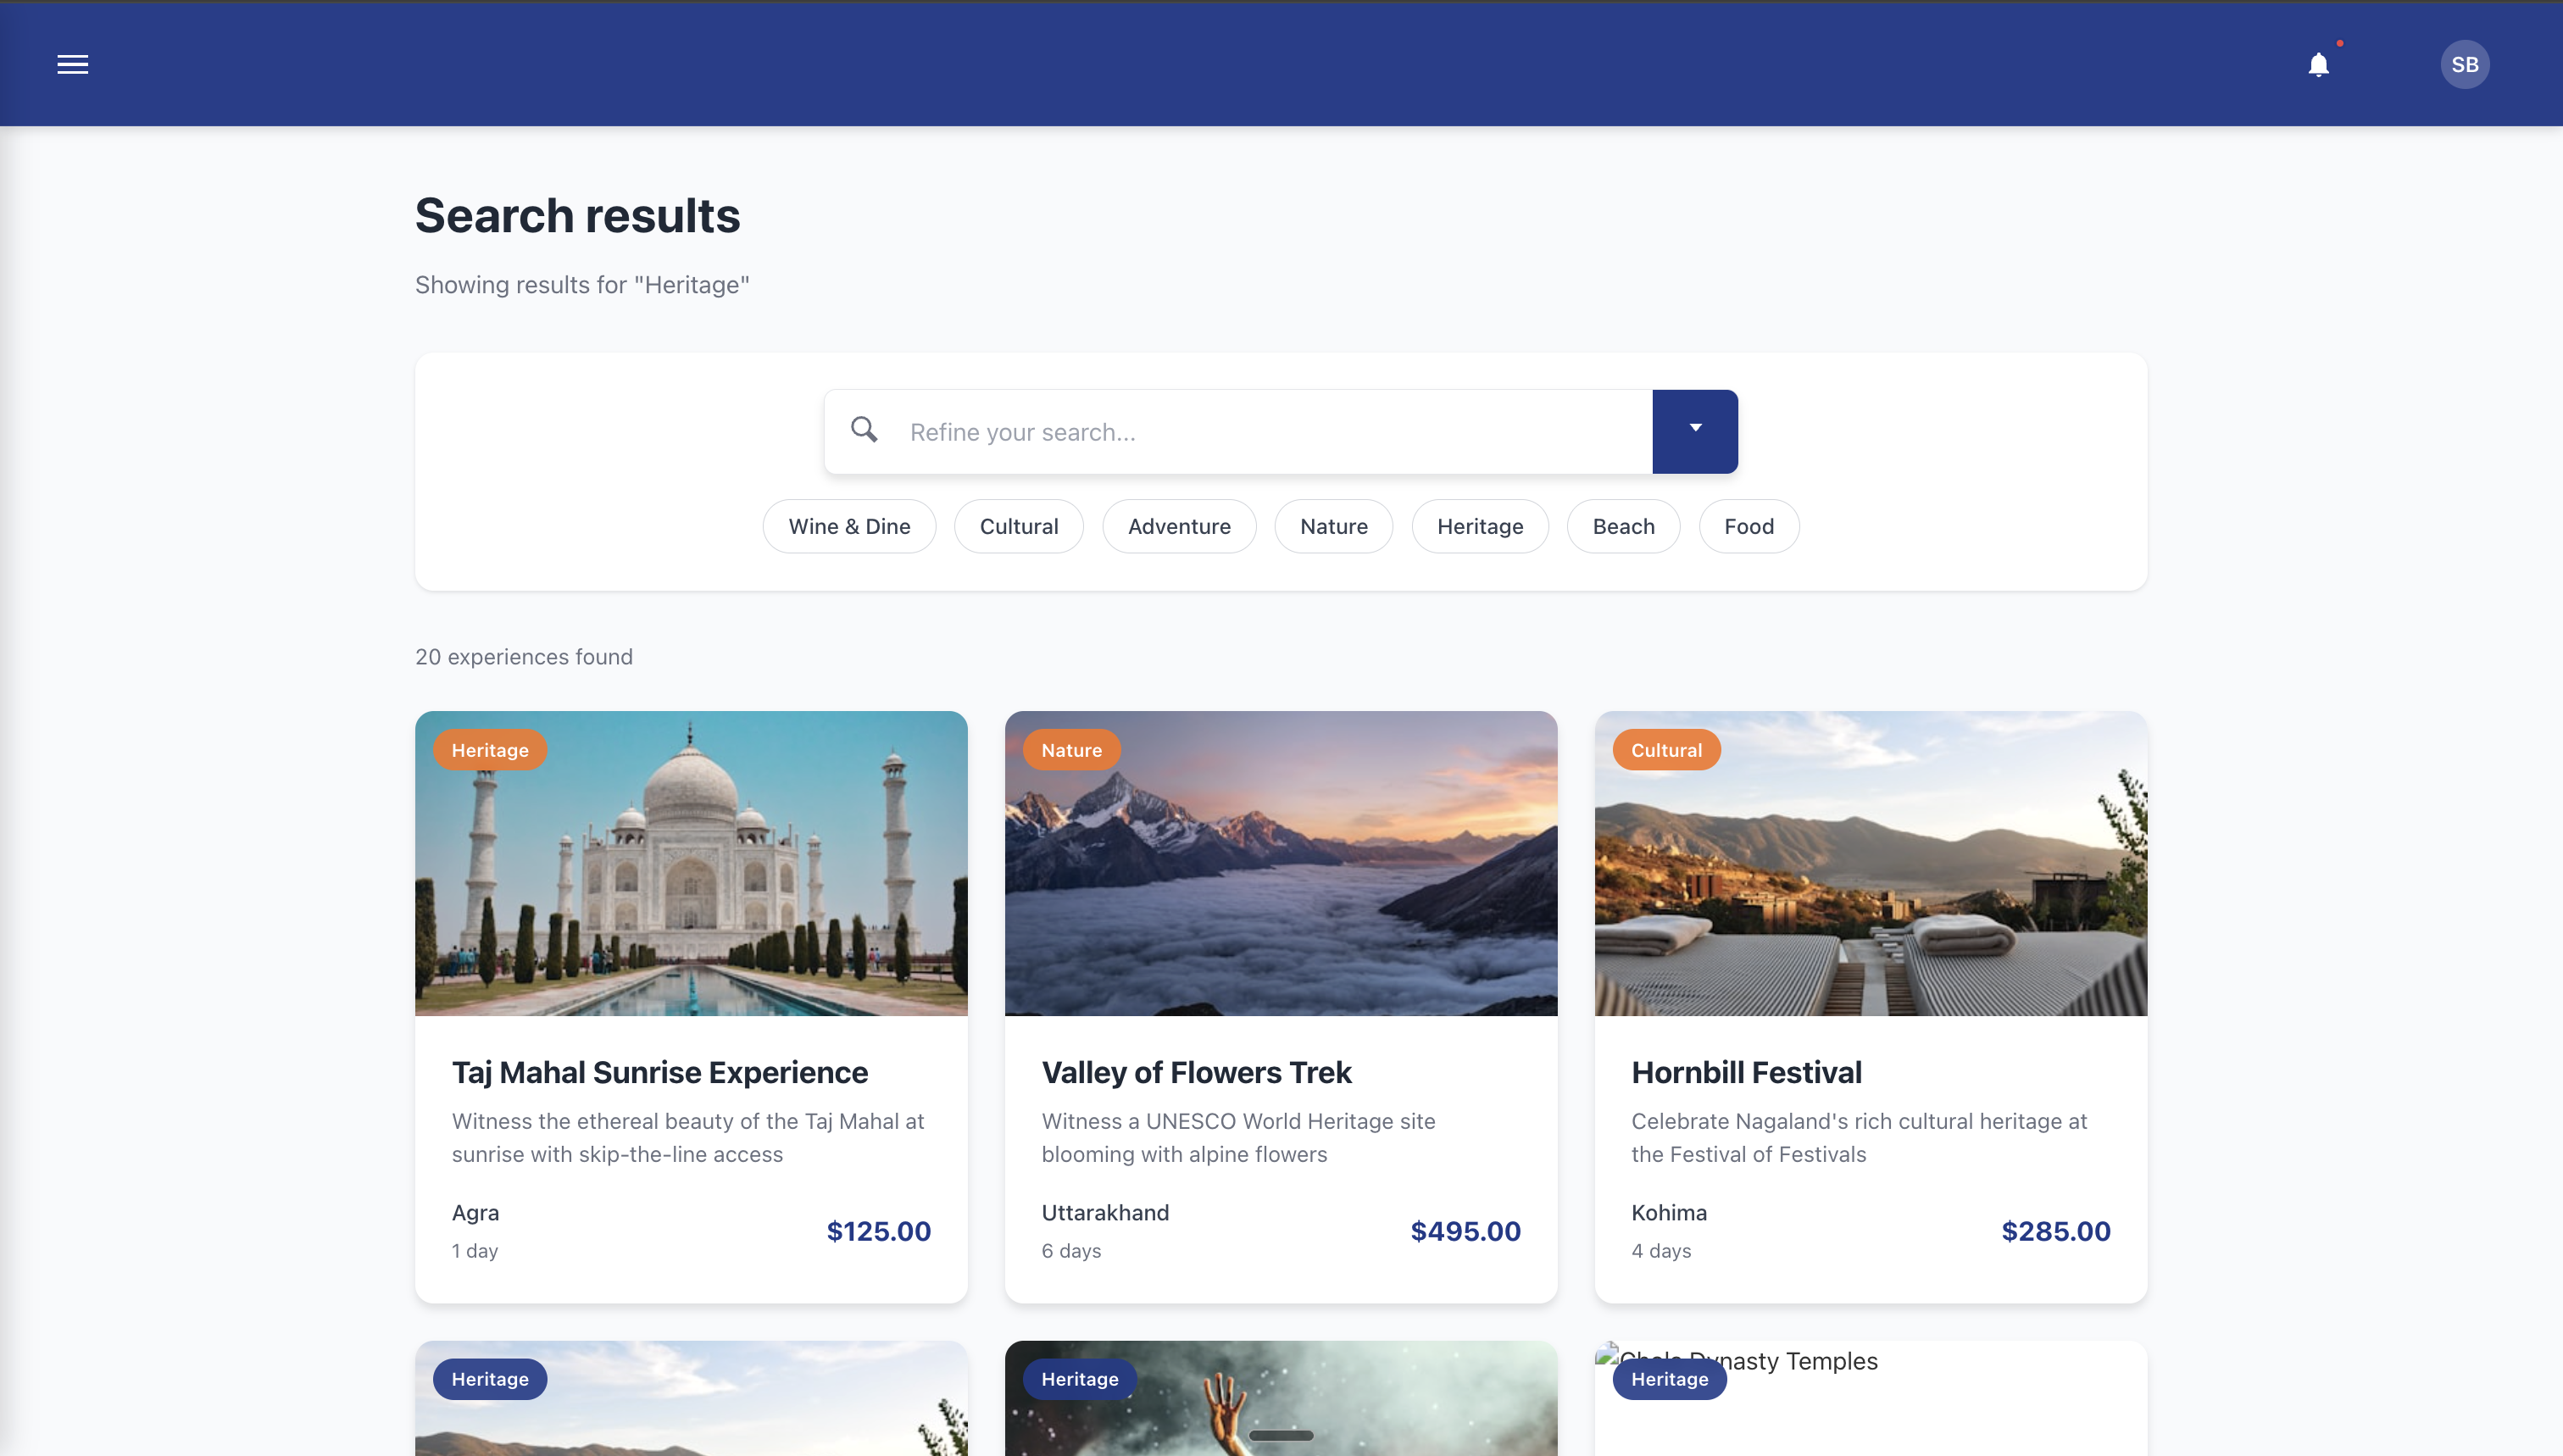 SB
Search results
Showing results for "Heritage"
Refine your search...
Wine & Dine
Cultural
Adventure
Nature
Heritage
Beach
Food
20 experiences found
Heritage
Taj Mahal Sunrise Experience
Witness the ethereal beauty of the Taj Mahal at
sunrise with skip-the-line access
Agra
1 day
$125.00
Nature
Valley of Flowers Trek
Witness a UNESCO World Heritage site
blooming with alpine flowers
Uttarakhand
6 days
$495.00
Cultural
Hornbill Festival
Celebrate Nagaland's rich cultural heritage at
the Festival of Festivals
Kohima
4 days
$285.00
Heritage
Heritage
Dynasty Temples
Heritage